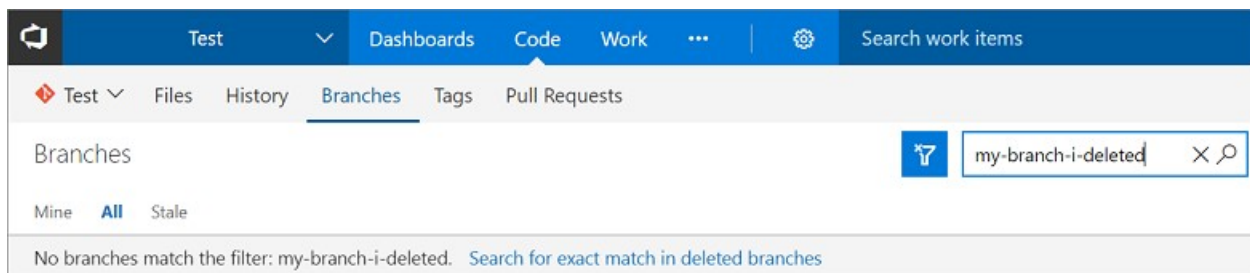 Test Dashboards Code Work ... Search work items
Test Files History Branches Tags Pull Requests
Branches my-branch-i-deleted
Mine All Stale
No branches match the filter: my-branch-i-deleted. Search for exact match in deleted branches